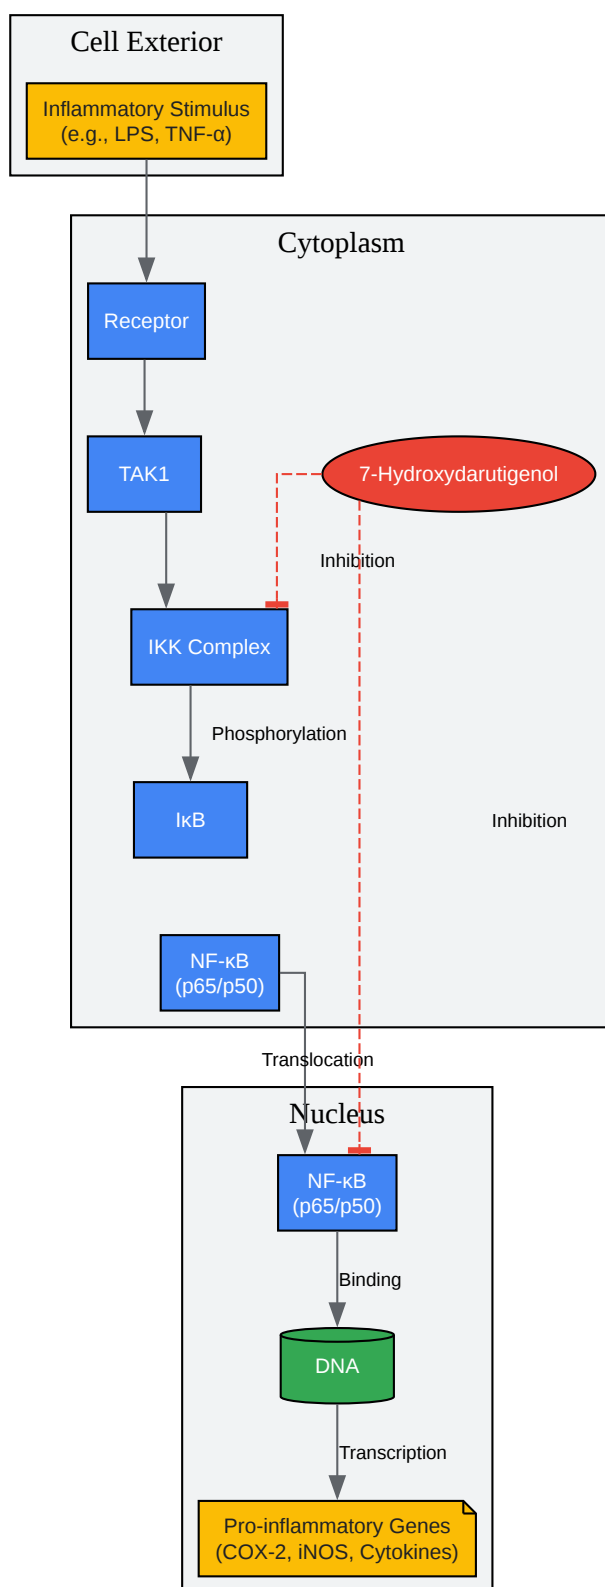 Cell Exterior
Inflammatory Stimulus
(e.g., LPS, TNF-α)
Cytoplasm
Receptor
TAK1
7-Hydroxydarutigenol
Inhibition
IKK Complex
Phosphorylation
IκB
Inhibition
NF-κB
(p65/p50)
Translocation
Nucleus
NF-κB
(p65/p50)
Binding
DNA
Transcription
Pro-inflammatory Genes
(COX-2, iNOS, Cytokines)